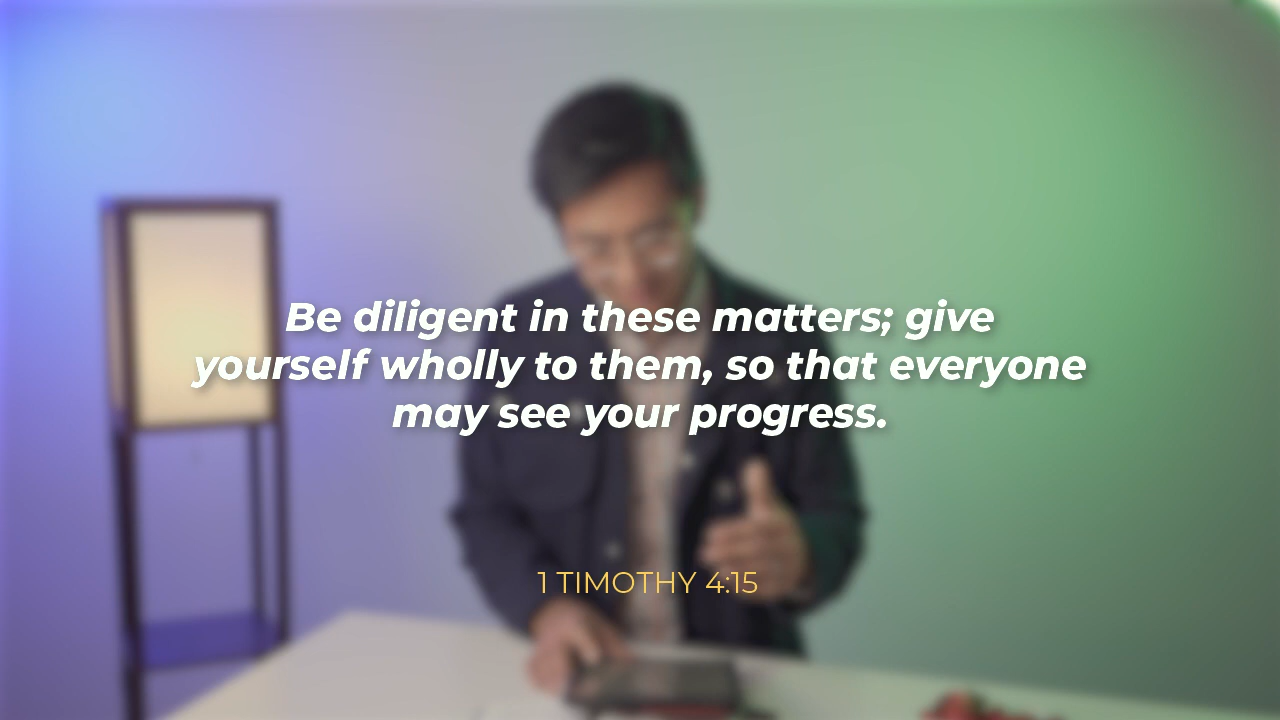 Be diligent in these matters; give
yourself wholly to them, so that everyone
may see your progress.
1 TIMOTHY 4:15